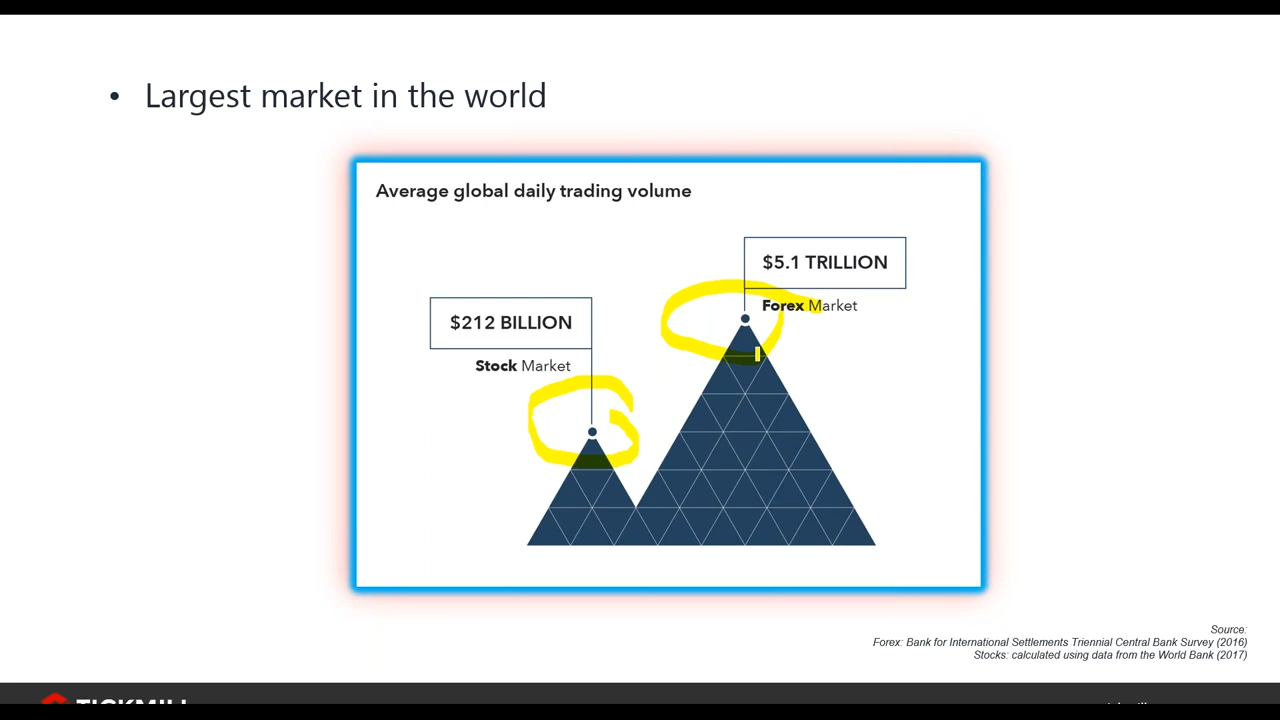 • Largest market in the world
Average global daily trading volume
$5.1 TRILLION
Forex Market
$212 BILLION
Stock Market
Source:
Forex: Bank for International Settlements Triennial Central Bank Survey (2016)
Stocks: calculated using data from the World Bank (2017)
TICKMILL